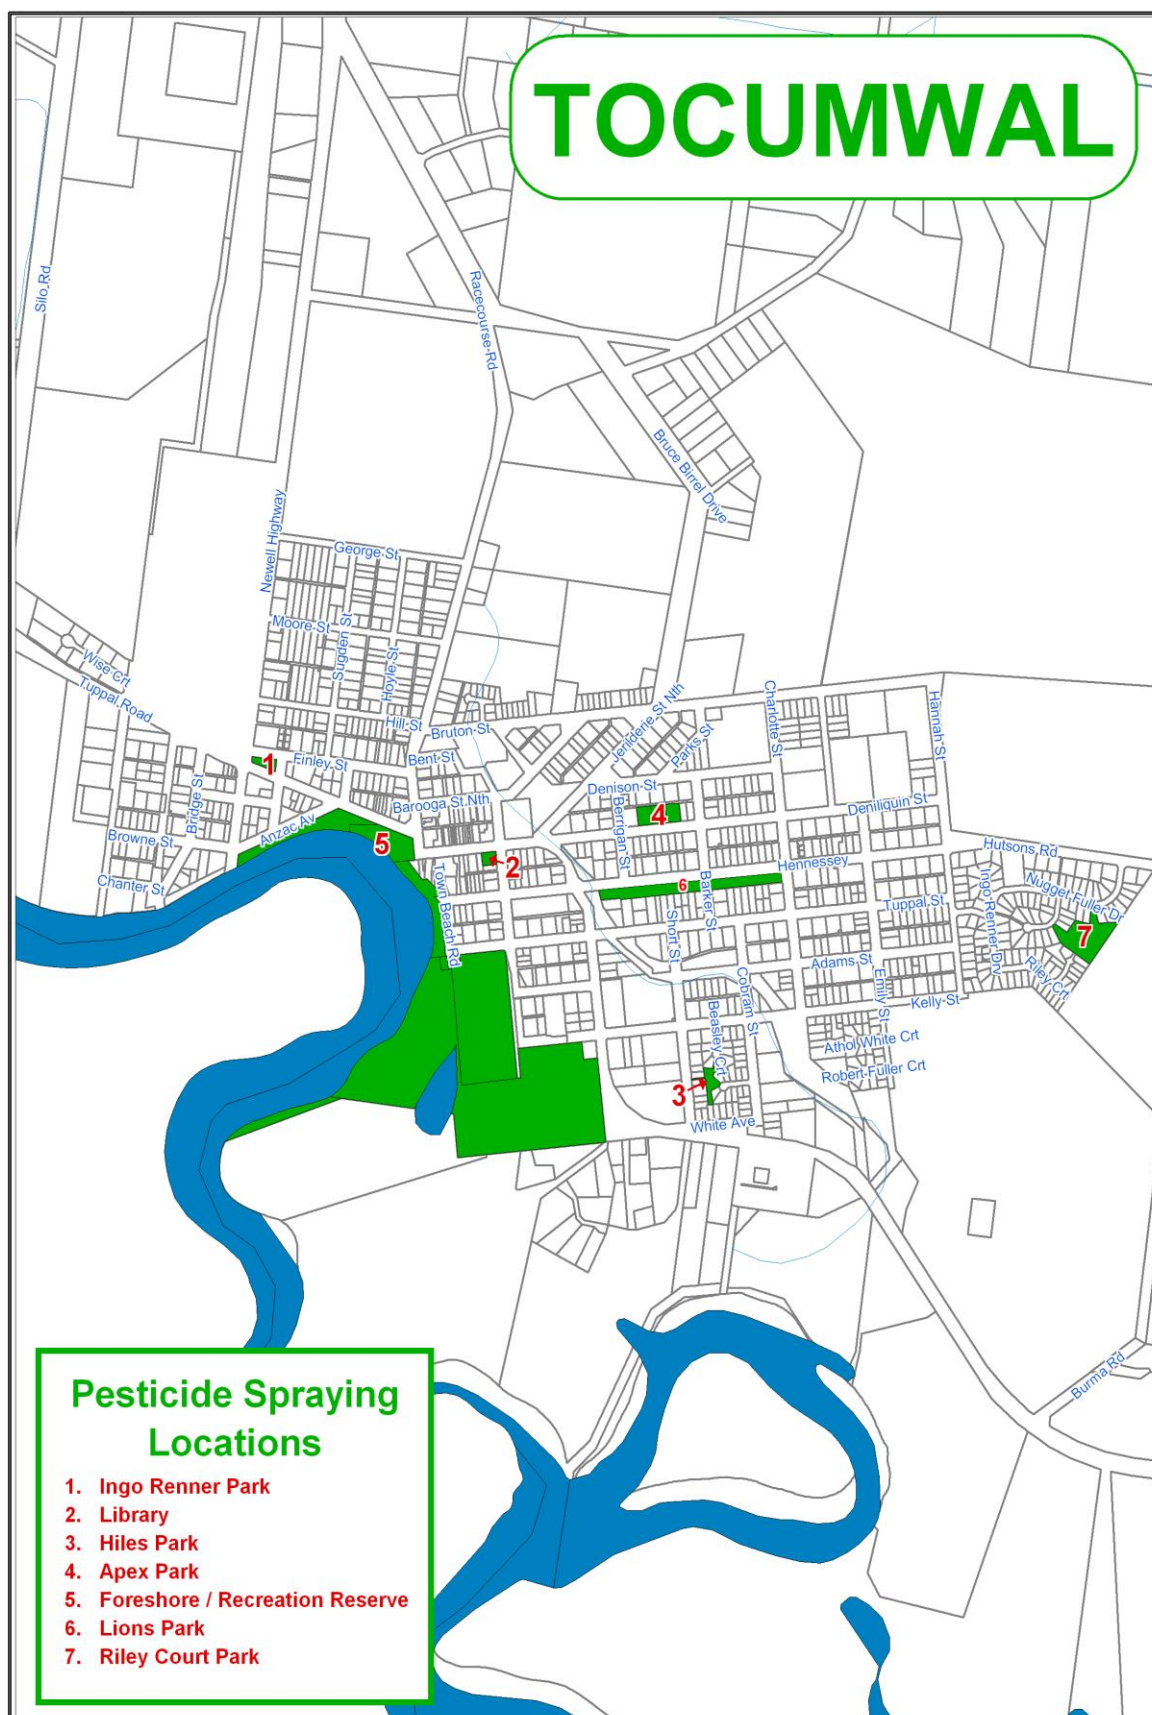 TOCUMWAL
Silo Rd
Racecourse Rd
Bruce Birrel Drive
Newell Highway
George St
Moore St
Sugden St
Hoyle St
Wise Crt
Tuppal Road
Hill St
Bruton St
Jerilderie St Nth
Parks St
Charlotte St
Hannah St
1
Finley St
Bent St
Denison St
Barooga St Nth
Berrigan St
4
Deniliquin St
Bridge St
Browne St
Anzac Av
5
2
Hennessey
Hutsons Rd
Chanter St
Town Beach Rd
6
Barker St
Short St
Tuppal St
Ingo Renner Drv
Nugget Fuller Dr
7
Riley Crt
Adams St
Emily St
Kelly St
Cobram St
Beasley Crt
Athol White Crt
Robert Fuller Crt
3
White Ave
Burma Rd
Pesticide Spraying
Locations
1. Ingo Renner Park
2. Library
3. Hiles Park
4. Apex Park
5. Foreshore / Recreation Reserve
6. Lions Park
7. Riley Court Park